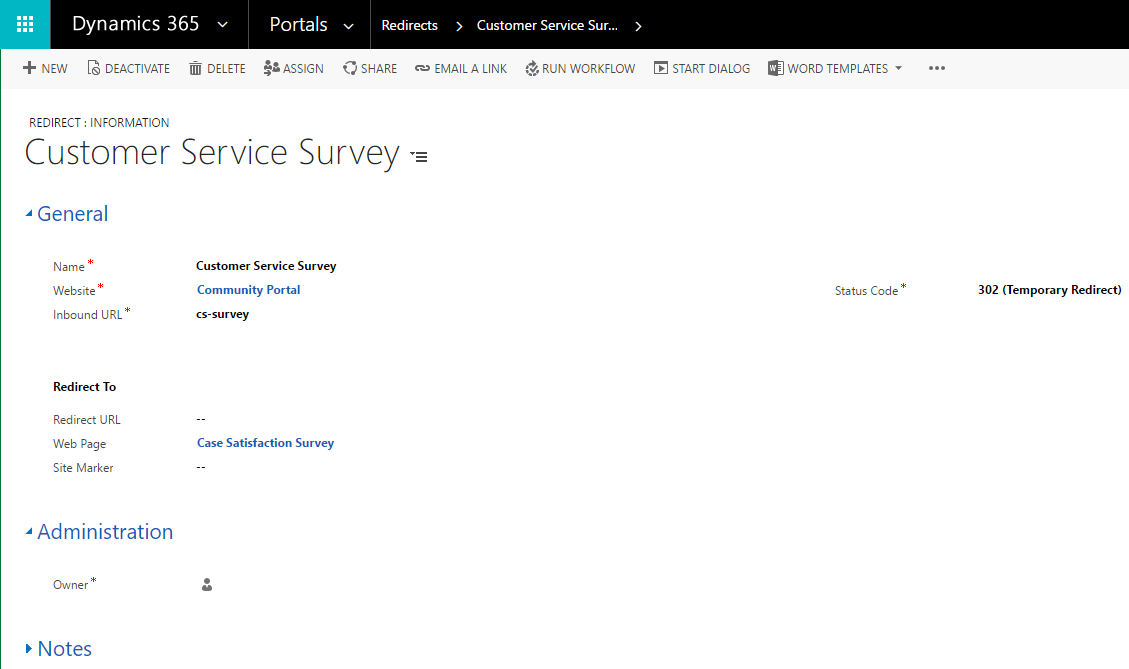 Dynamics 365 Portals Redirects Customer Service Sur...
NEW DEACTIVATE DELETE ASSIGN SHARE EMAIL A LINK RUN WORKFLOW START DIALOG WORD TEMPLATES
REDIRECT : INFORMATION
Customer Service Survey
General
Name * Customer Service Survey
Website * Community Portal Status Code * 302 (Temporary Redirect)
Inbound URL * cs-survey
Redirect To
Redirect URL --
Web Page Case Satisfaction Survey
Site Marker --
Administration
Owner *
Notes